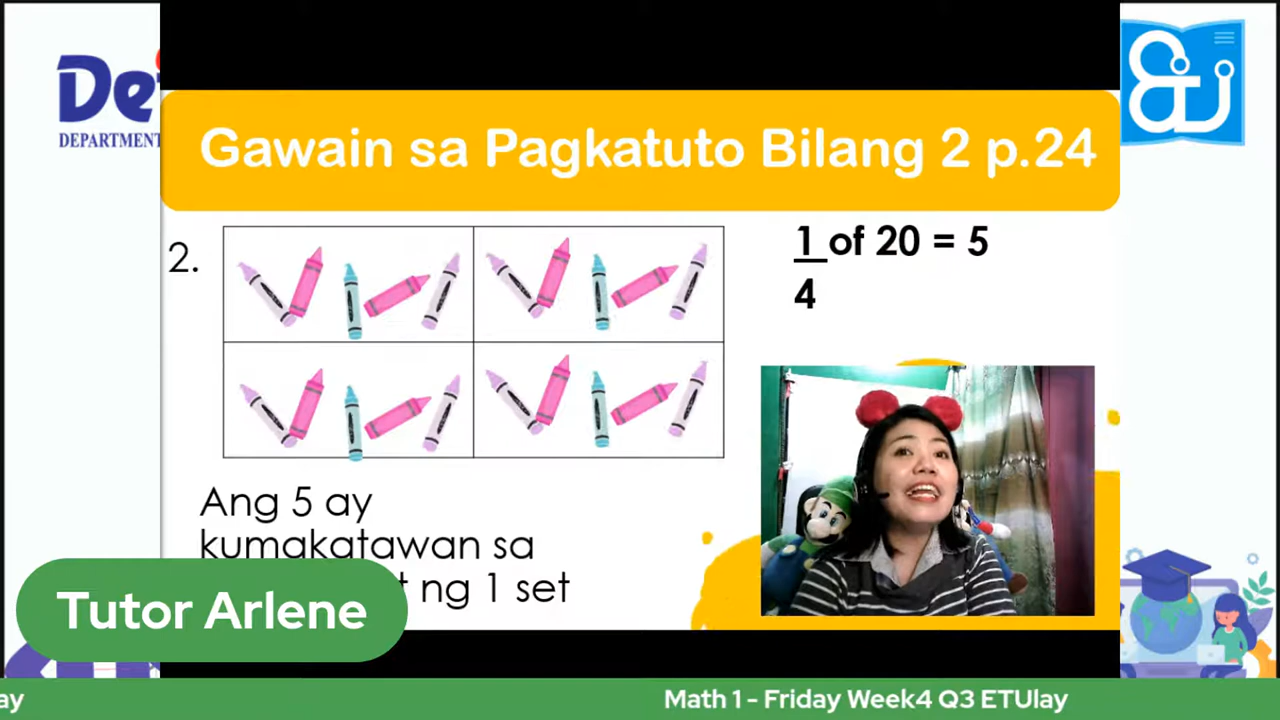 De
DEPARTMENT
Gawain sa Pagkatuto Bilang 2 p.24
2.
1 of 20 = 5
4
Ang 5 ay
kumakatawan sa
ng 1 set
Tutor Arlene
ay
Math 1 - Friday Week4 Q3 ETUlay